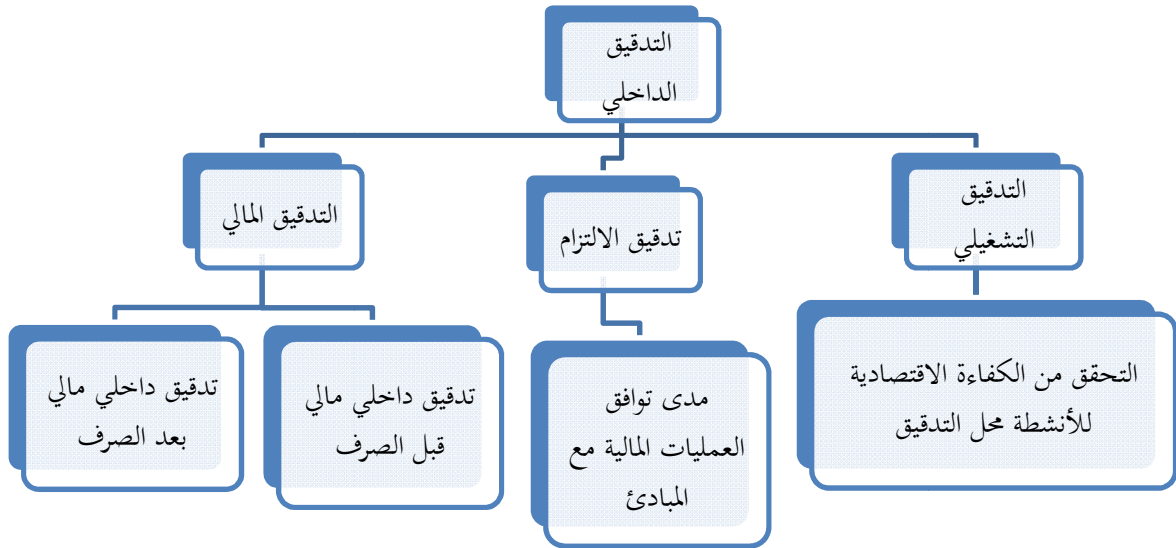 التدقيق
الداخلي
التدقيق
التشغيلي
تدقيق الالتزام
التدقيق المالي
التحقق من الكفاءة الاقتصادية
للأنشطة محل التدقيق
مدى توافق
العمليات المالية مع
المبادئ
تدقيق داخلي مالي
قبل الصرف
تدقيق داخلي مالي
بعد الصرف